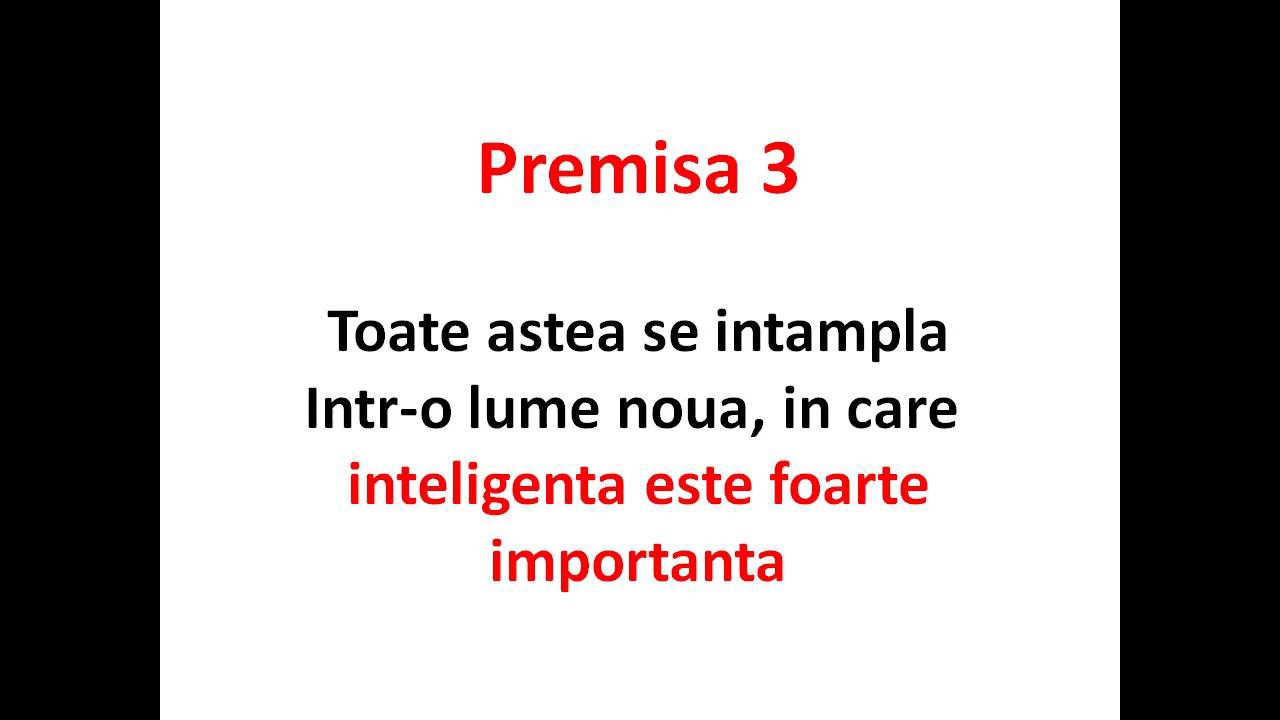 Premisa 3
Toate astea se intampla
Intr-o lume noua, in care
inteligenta este foarte
importanta